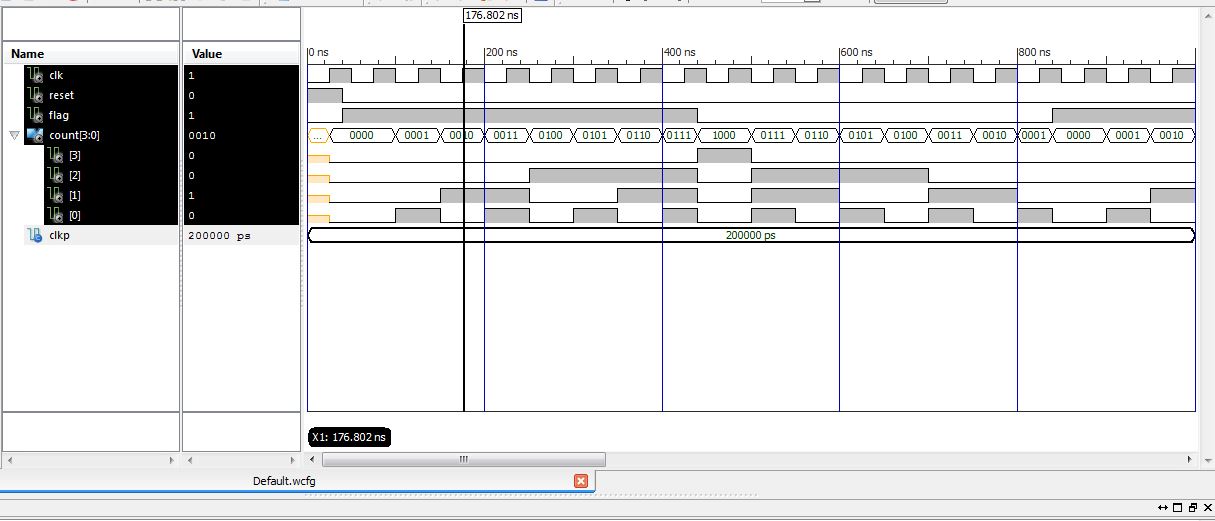 176.802 ns
Name Value 0 ns 200 ns 400 ns 600 ns 800 ns
clk 1
reset 0
flag 1
count[3:0] 0010 ... 0000 0001 0010 0011 0100 0101 0110 0111 1000 0111 0110 0101 0100 0011 0010 0001 0000 0001 0010
[3] 0
[2] 0
[1] 1
[0] 0
clkp 200000 ps 200000 ps
X1: 176.802 ns
Default.wcfg